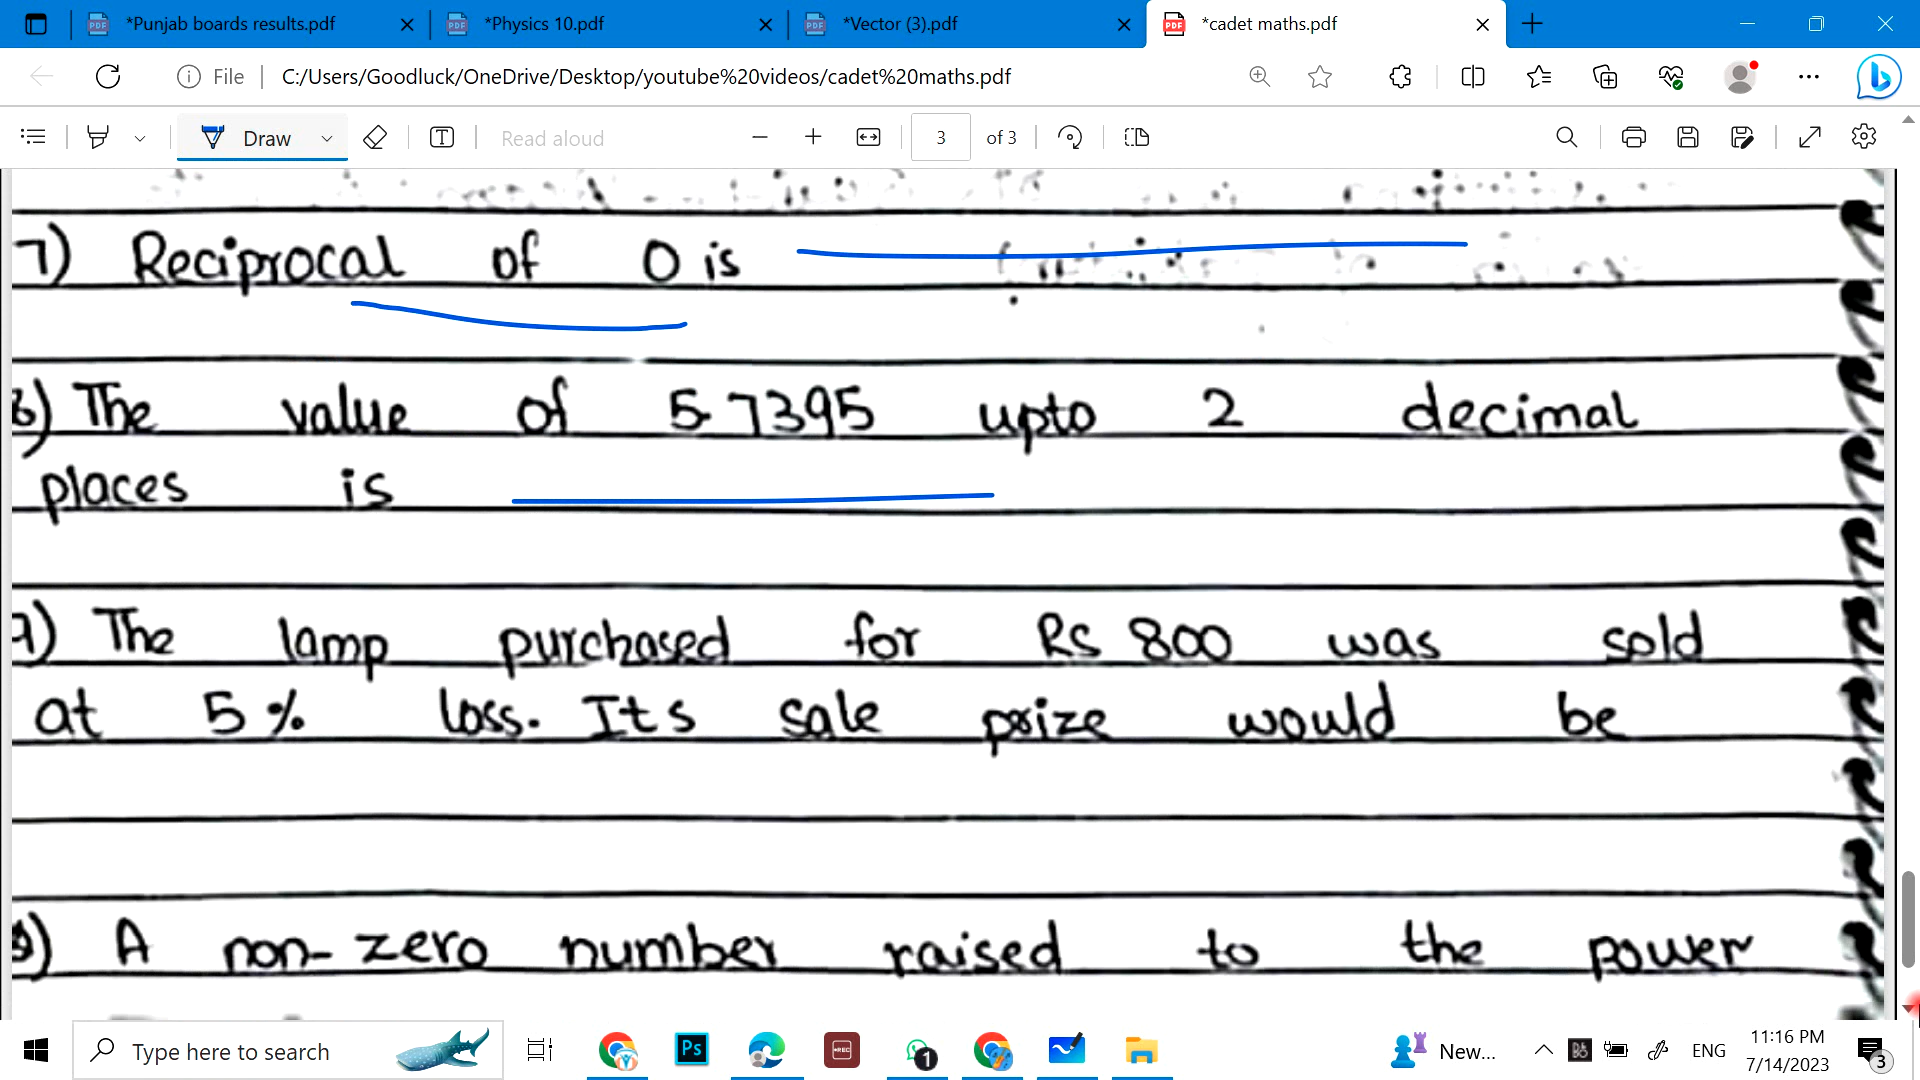 *Punjab boards results.pdf
*Physics 10.pdf
*Vector (3).pdf
*cadet maths.pdf
File
C:/Users/Goodluck/OneDrive/Desktop/youtube%20videos/cadet%20maths.pdf
Draw
Read aloud
3 of 3
7) Reciprocal of 0 is
8) The value of 5.7395 upto 2 decimal
places is
9) The lamp purchased for Rs 800 was sold
at 5% loss. Its sale prize would be
A non-zero number raised to the power
Type here to search
Ps
REC
1
New...
ENG
11:16 PM
7/14/2023
3